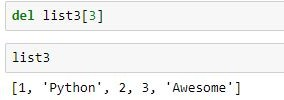 del list3[3]
list3
[1, 'Python', 2, 3, 'Awesome']